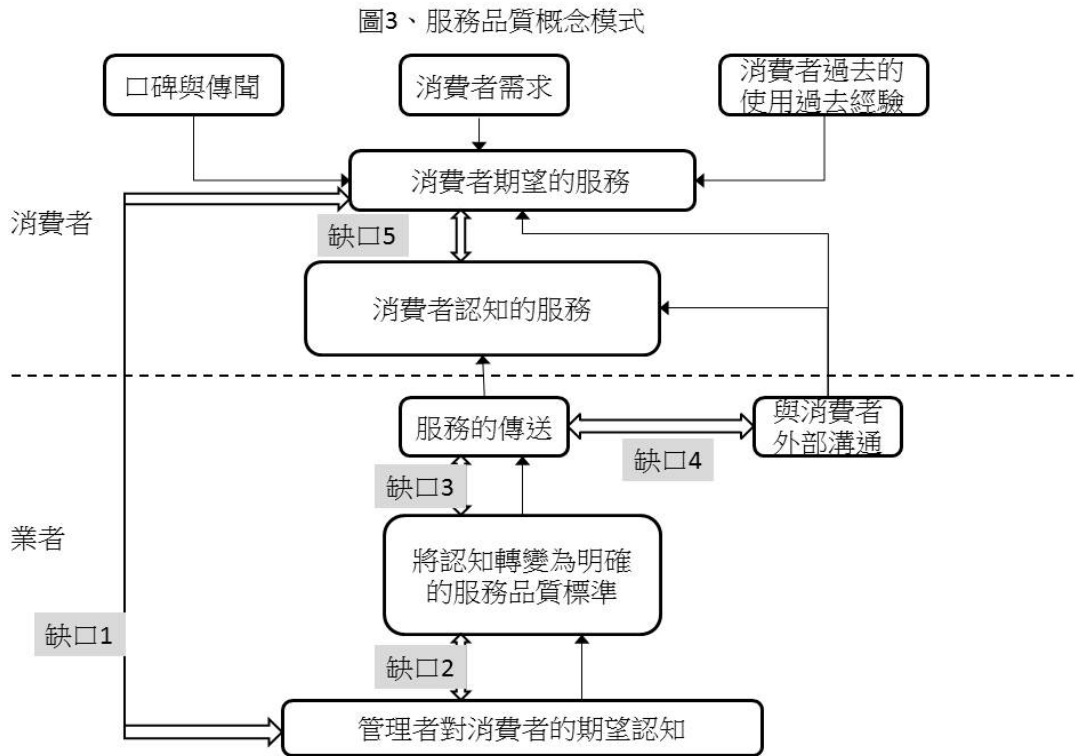 圖3、服務品質概念模式
口碑與傳聞
消費者需求
消費者過去的
使用過去經驗
消費者期望的服務
消費者
缺口5
消費者認知的服務
服務的傳送
與消費者
外部溝通
缺口4
缺口3
業者
將認知轉變為明確
的服務品質標準
缺口1
缺口2
管理者對消費者的期望認知